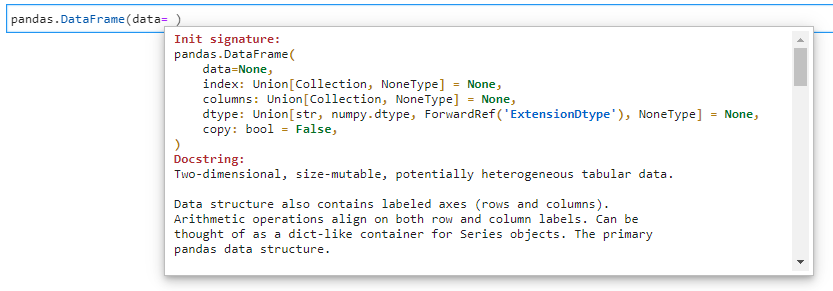 pandas.DataFrame(data= )
Init signature:
pandas.DataFrame(
    data=None,
    index: Union[Collection, NoneType] = None,
    columns: Union[Collection, NoneType] = None,
    dtype: Union[str, numpy.dtype, ForwardRef('ExtensionDtype'), NoneType] = None,
    copy: bool = False,
)
Docstring:
Two-dimensional, size-mutable, potentially heterogeneous tabular data.

Data structure also contains labeled axes (rows and columns).
Arithmetic operations align on both row and column labels. Can be
thought of as a dict-like container for Series objects. The primary
pandas data structure.